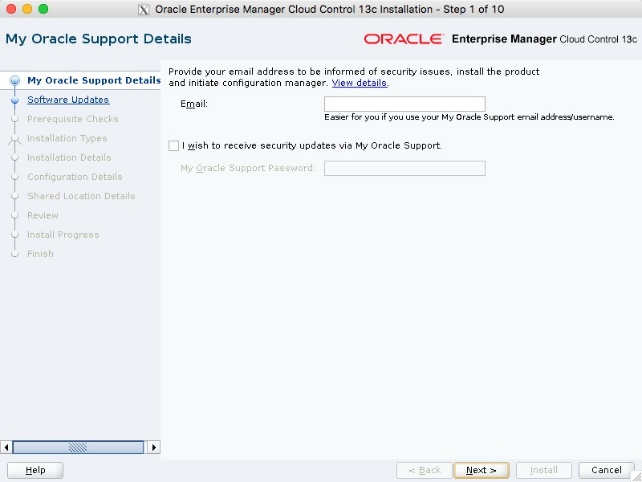 Oracle Enterprise Manager Cloud Control 13c Installation - Step 1 of 10
My Oracle Support Details
ORACLE Enterprise Manager Cloud Control 13c
My Oracle Support Details
Software Updates
Prerequisite Checks
Installation Types
Installation Details
Configuration Details
Shared Location Details
Review
Install Progress
Finish
Provide your email address to be informed of security issues, install the product
and initiate configuration manager. View details.
Email:
Easier for you if you use your My Oracle Support email address/username.
I wish to receive security updates via My Oracle Support.
My Oracle Support Password:
Help
< Back
Next >
Install
Cancel